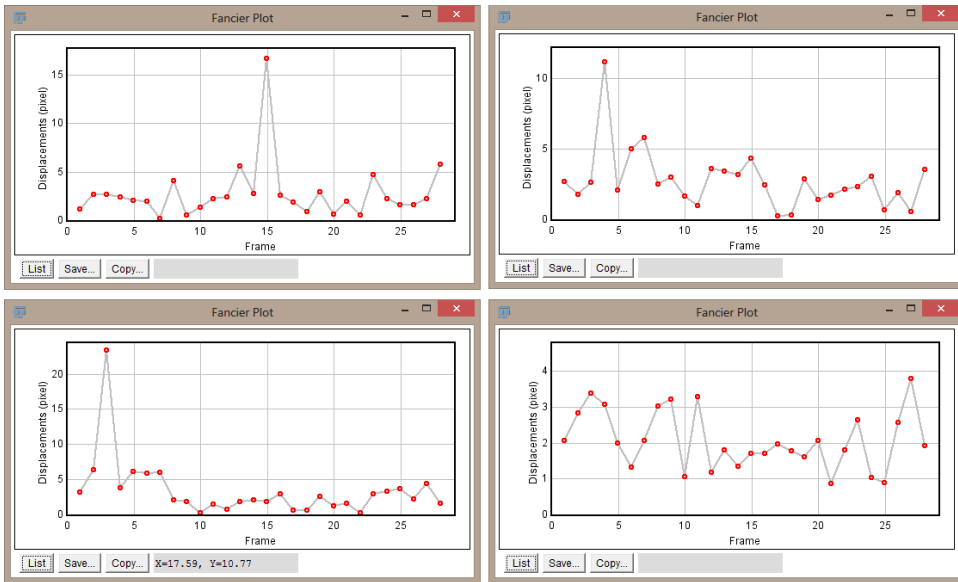 Fancier Plot
Displacements (pixel)
15
10
5
0
0 5 10 15 20 25
Frame
List Save... Copy...
Fancier Plot
Displacements (pixel)
10
5
0
0 5 10 15 20 25
Frame
List Save... Copy...
Fancier Plot
Displacements (pixel)
20
15
10
5
0
0 5 10 15 20 25
Frame
List Save... Copy... X=17.59, Y=10.77
Fancier Plot
Displacements (pixel)
4
3
2
1
0
0 5 10 15 20 25
Frame
List Save... Copy...